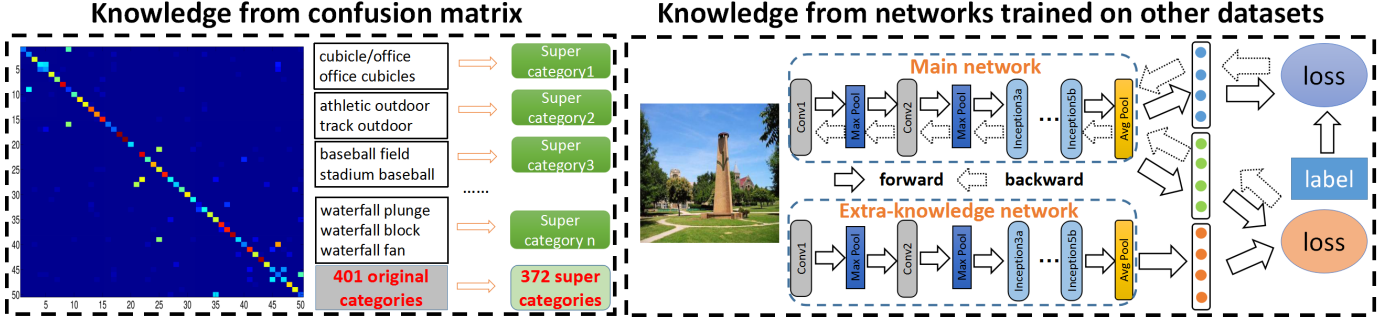 Knowledge from confusion matrix
5
10
15
20
25
30
35
40
45
50
5 10 15 20 25 30 35 40 45 50
cubicle/office
office cubicles
Super
category1
athletic outdoor
track outdoor
Super
category2
baseball field
stadium baseball
Super
category3
......
waterfall plunge
waterfall block
waterfall fan
Super
category n
401 original
categories
372 super
categories
Knowledge from networks trained on other datasets
Main network
Conv1
Max Pool
Conv2
Max Pool
Inception3a
...
Inception5b
Avg Pool
forward
backward
Extra-knowledge network
Conv1
Max Pool
Conv2
Max Pool
Inception3a
...
Inception5b
Avg Pool
loss
label
loss